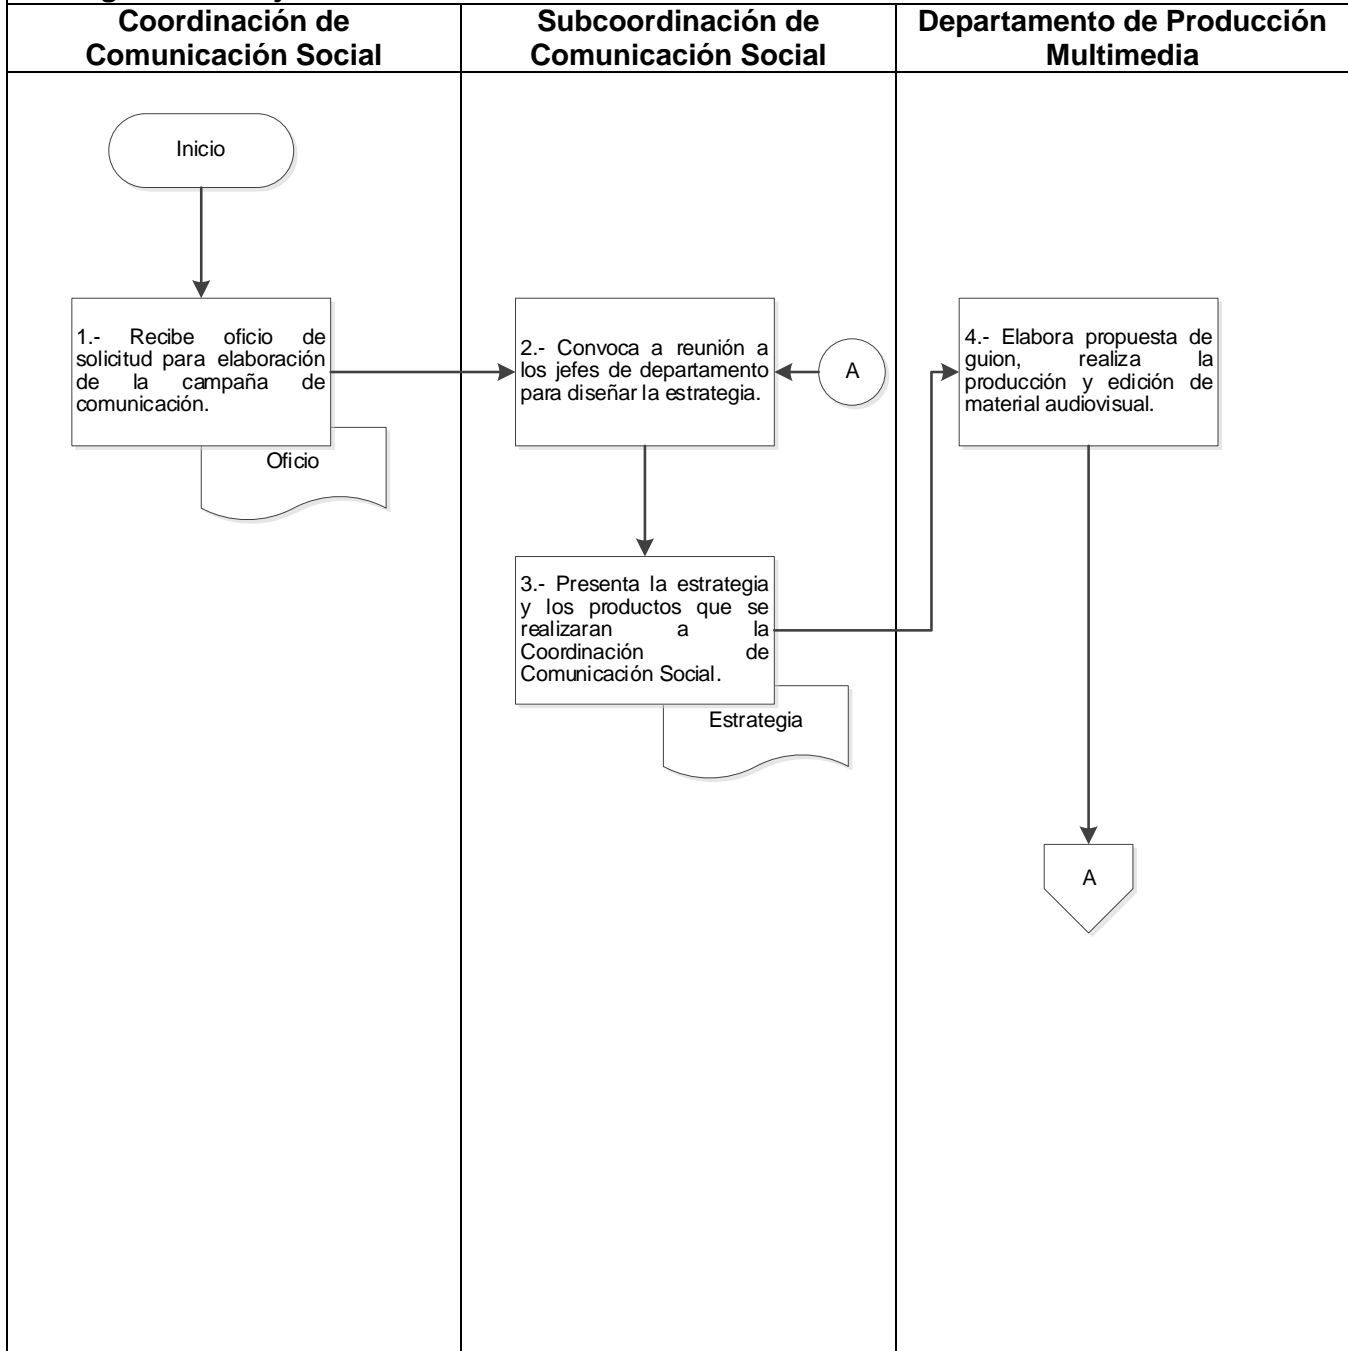 Coordinación de
Comunicación Social
Subcoordinación de
Comunicación Social
Departamento de Producción
Multimedia
Inicio
1.- Recibe oficio de
solicitud para elaboración
de la campaña de
comunicación.
Oficio
2.- Convoca a reunión a
los jefes de departamento
para diseñar la estrategia.
A
3.- Presenta la estrategia
y los productos que se
realizaran a la
Coordinación de
Comunicación Social.
Estrategia
4.- Elabora propuesta de
guion, realiza la
producción y edición de
material audiovisual.
A